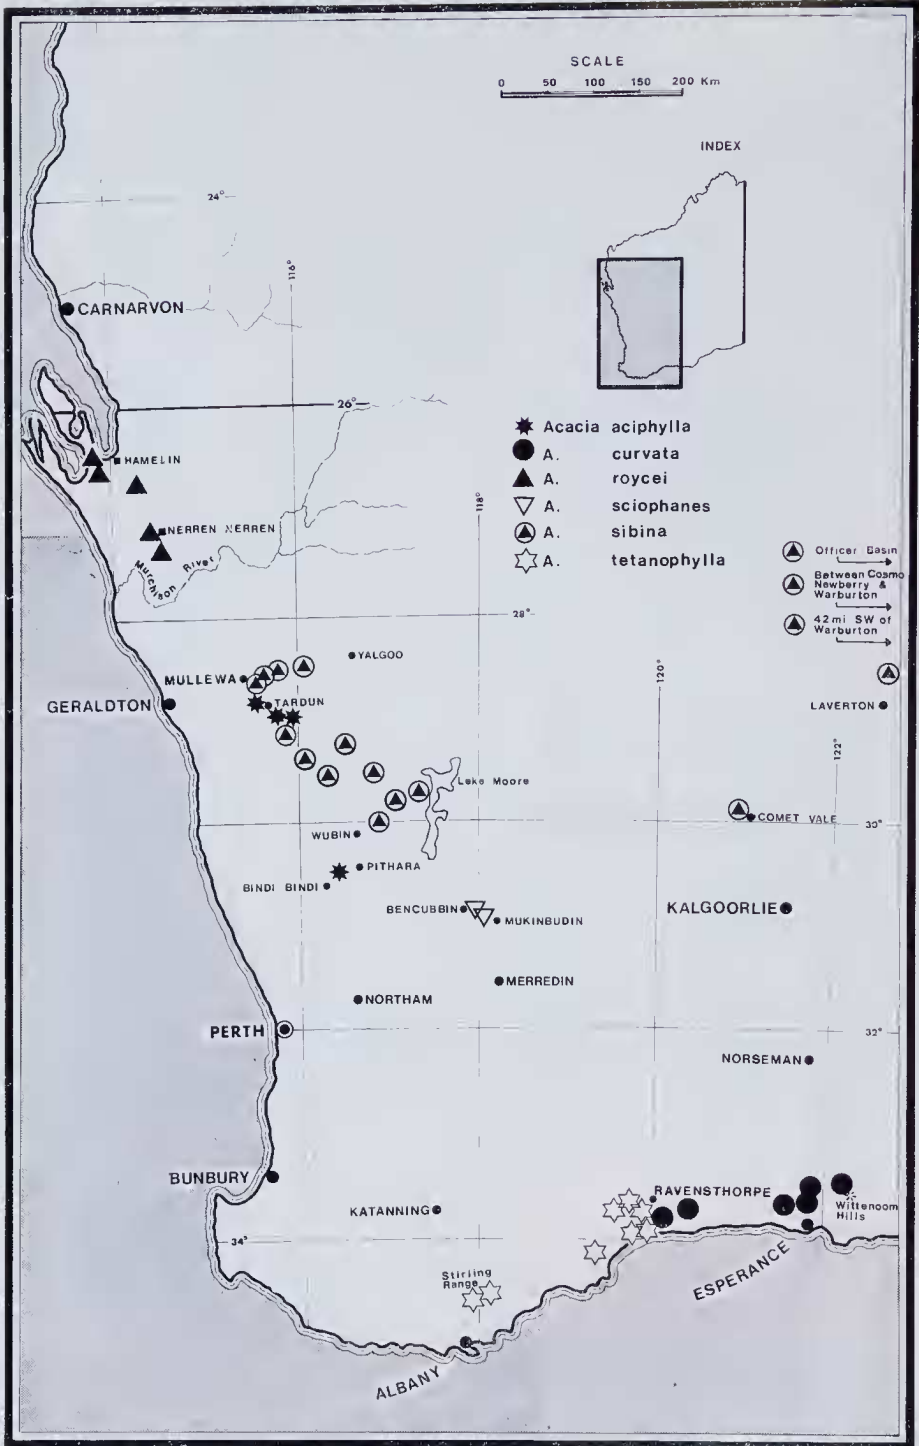 SCALE
0 50 100 150 200 Km
INDEX
24°
116°
CARNARVON
26°
Acacia aciphylla
A. curvata
A. roycei
A. sciophanes
A. sibina
A. tetanophylla
HAMELIN
118°
NERREN NERREN
Murchison River
Officer Basin
Between Cosmo
Newberry &
Warburton
42mi SW of
Warburton
28°
YALGOO
120°
MULLEWA
GERALDTON
TARDUN
LAVERTON
122°
Lake Moore
COMET VALE
30°
WUBIN
PITHARA
BINDI BINDI
BENCUBBIN
MUKINBUDIN
KALGOORLIE
MERREDIN
NORTHAM
PERTH
32°
NORSEMAN
BUNBURY
RAVENSTHORPE
KATANNING
Wittenoom
Hills
34°
Stirling
Range
ESPERANCE
ALBANY